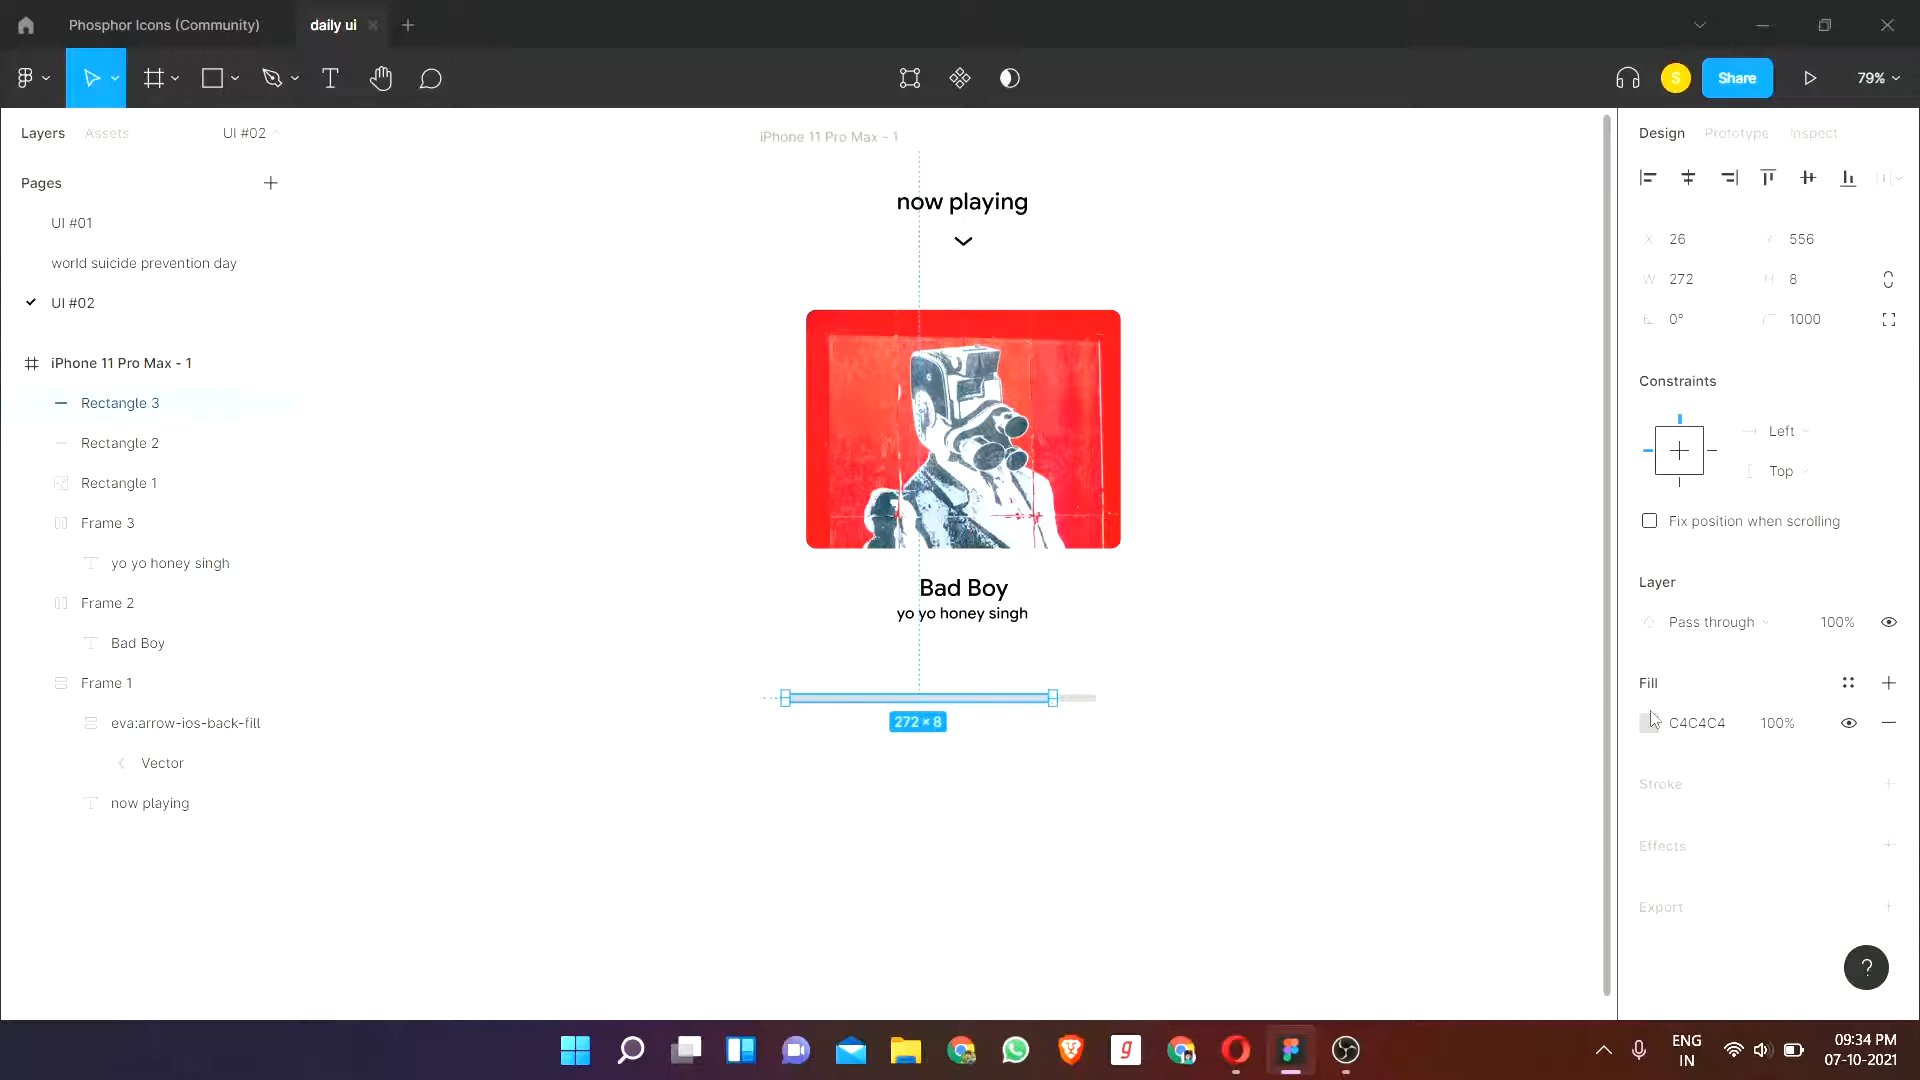 Phosphor Icons (Community)
daily ui
Share
79%
S
Layers
Assets
UI #02
Pages
UI #01
world suicide prevention day
UI #02
iPhone 11 Pro Max - 1
Rectangle 3
Rectangle 2
Rectangle 1
Frame 3
yo yo honey singh
Frame 2
Bad Boy
Frame 1
eva:arrow-ios-back-fill
Vector
now playing
iPhone 11 Pro Max - 1
now playing
Bad Boy
yo yo honey singh
272 × 8
Design
Prototype
Inspect
X 26
Y 556
W 272
H 8
0°
1000
Constraints
Left
Top
Fix position when scrolling
Layer
Pass through
100%
Fill
C4C4C4
100%
Stroke
Effects
Export
?
g
ENG
IN
09:34 PM
07-10-2021